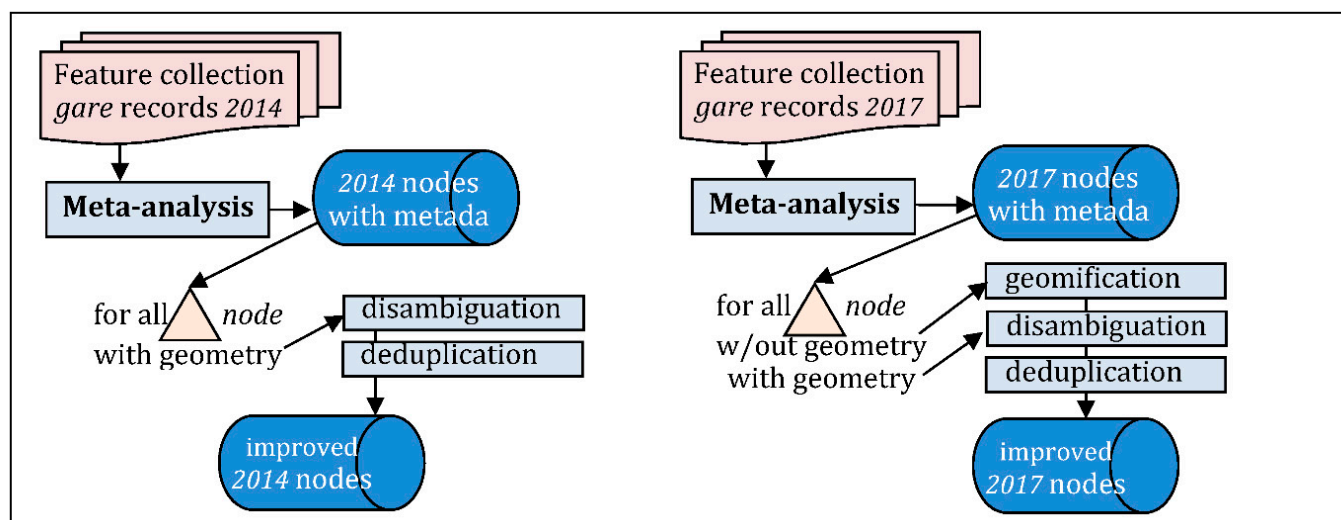 Feature collection
gare records 2014
Meta-analysis
2014 nodes
with metada
for all node
with geometry
disambiguation
deduplication
improved
2014 nodes
Feature collection
gare records 2017
Meta-analysis
2017 nodes
with metada
for all node
w/out geometry
with geometry
geomification
disambiguation
deduplication
improved
2017 nodes